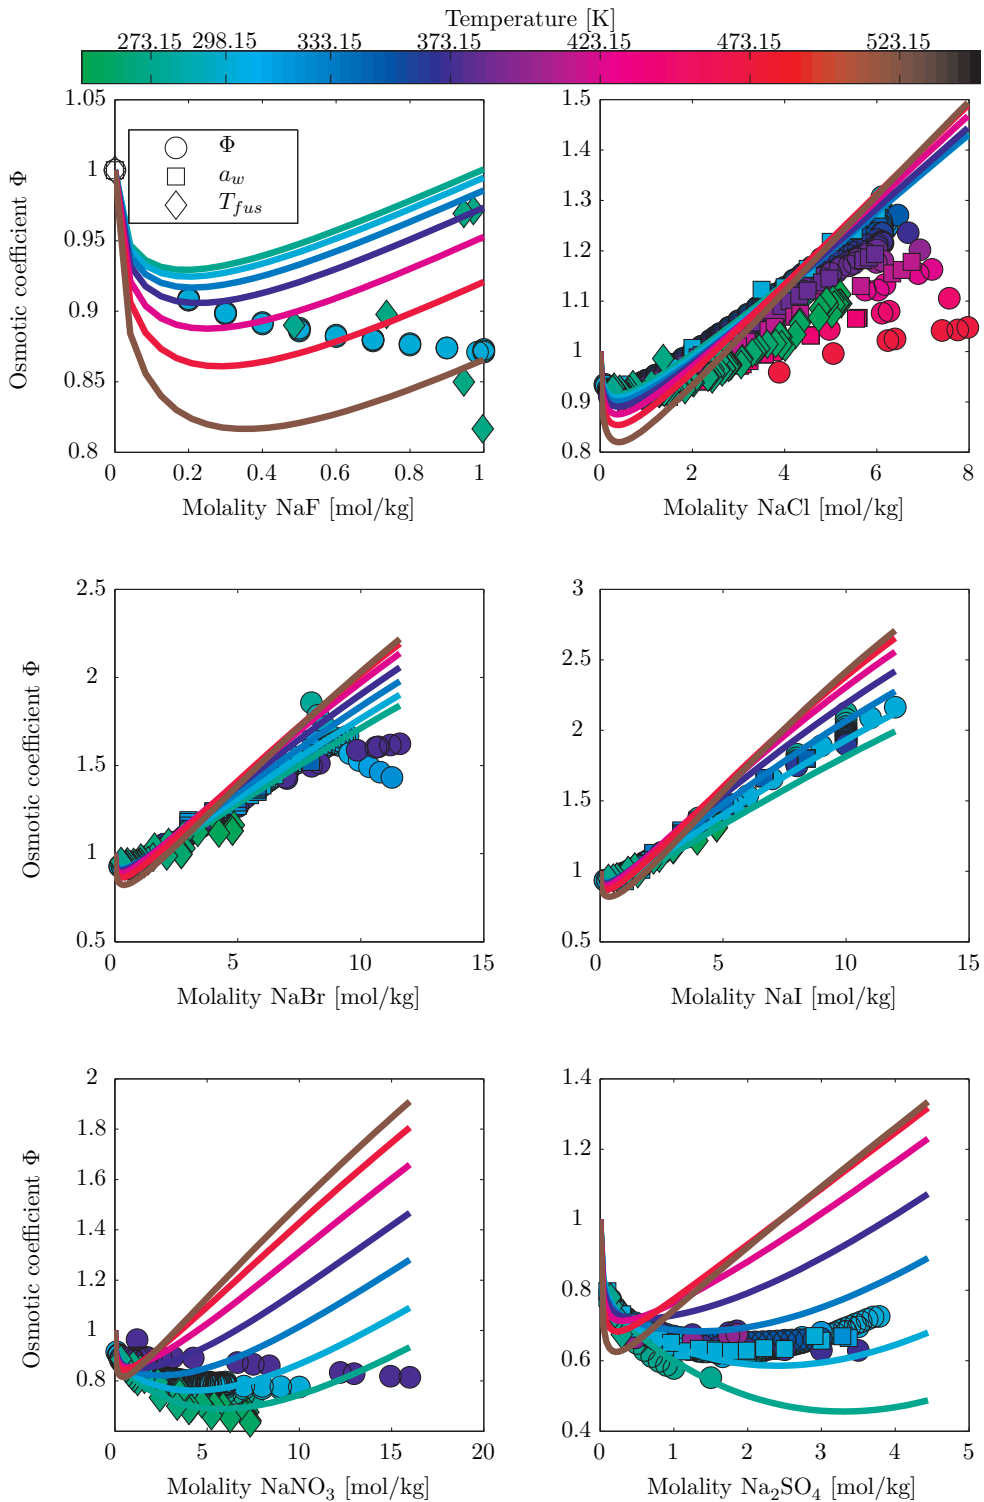 Temperature [K]
273.15 298.15 333.15 373.15 423.15 473.15 523.15
1.05
1
0.95
0.9
0.85
0.8
0 0.2 0.4 0.6 0.8 1
Osmotic coefficient Φ
Molality NaF [mol/kg]
Φ
a_w
T_fus
1.5
1.4
1.3
1.2
1.1
1
0.9
0.8
0 2 4 6 8
Molality NaCl [mol/kg]
2.5
2
1.5
1
0.5
0 5 10 15
Osmotic coefficient Φ
Molality NaBr [mol/kg]
3
2.5
2
1.5
1
0.5
0 5 10 15
Molality NaI [mol/kg]
2
1.8
1.6
1.4
1.2
1
0.8
0 5 10 15 20
Osmotic coefficient Φ
Molality NaNO₃ [mol/kg]
1.4
1.2
1
0.8
0.6
0.4
0 1 2 3 4 5
Molality Na₂SO₄ [mol/kg]